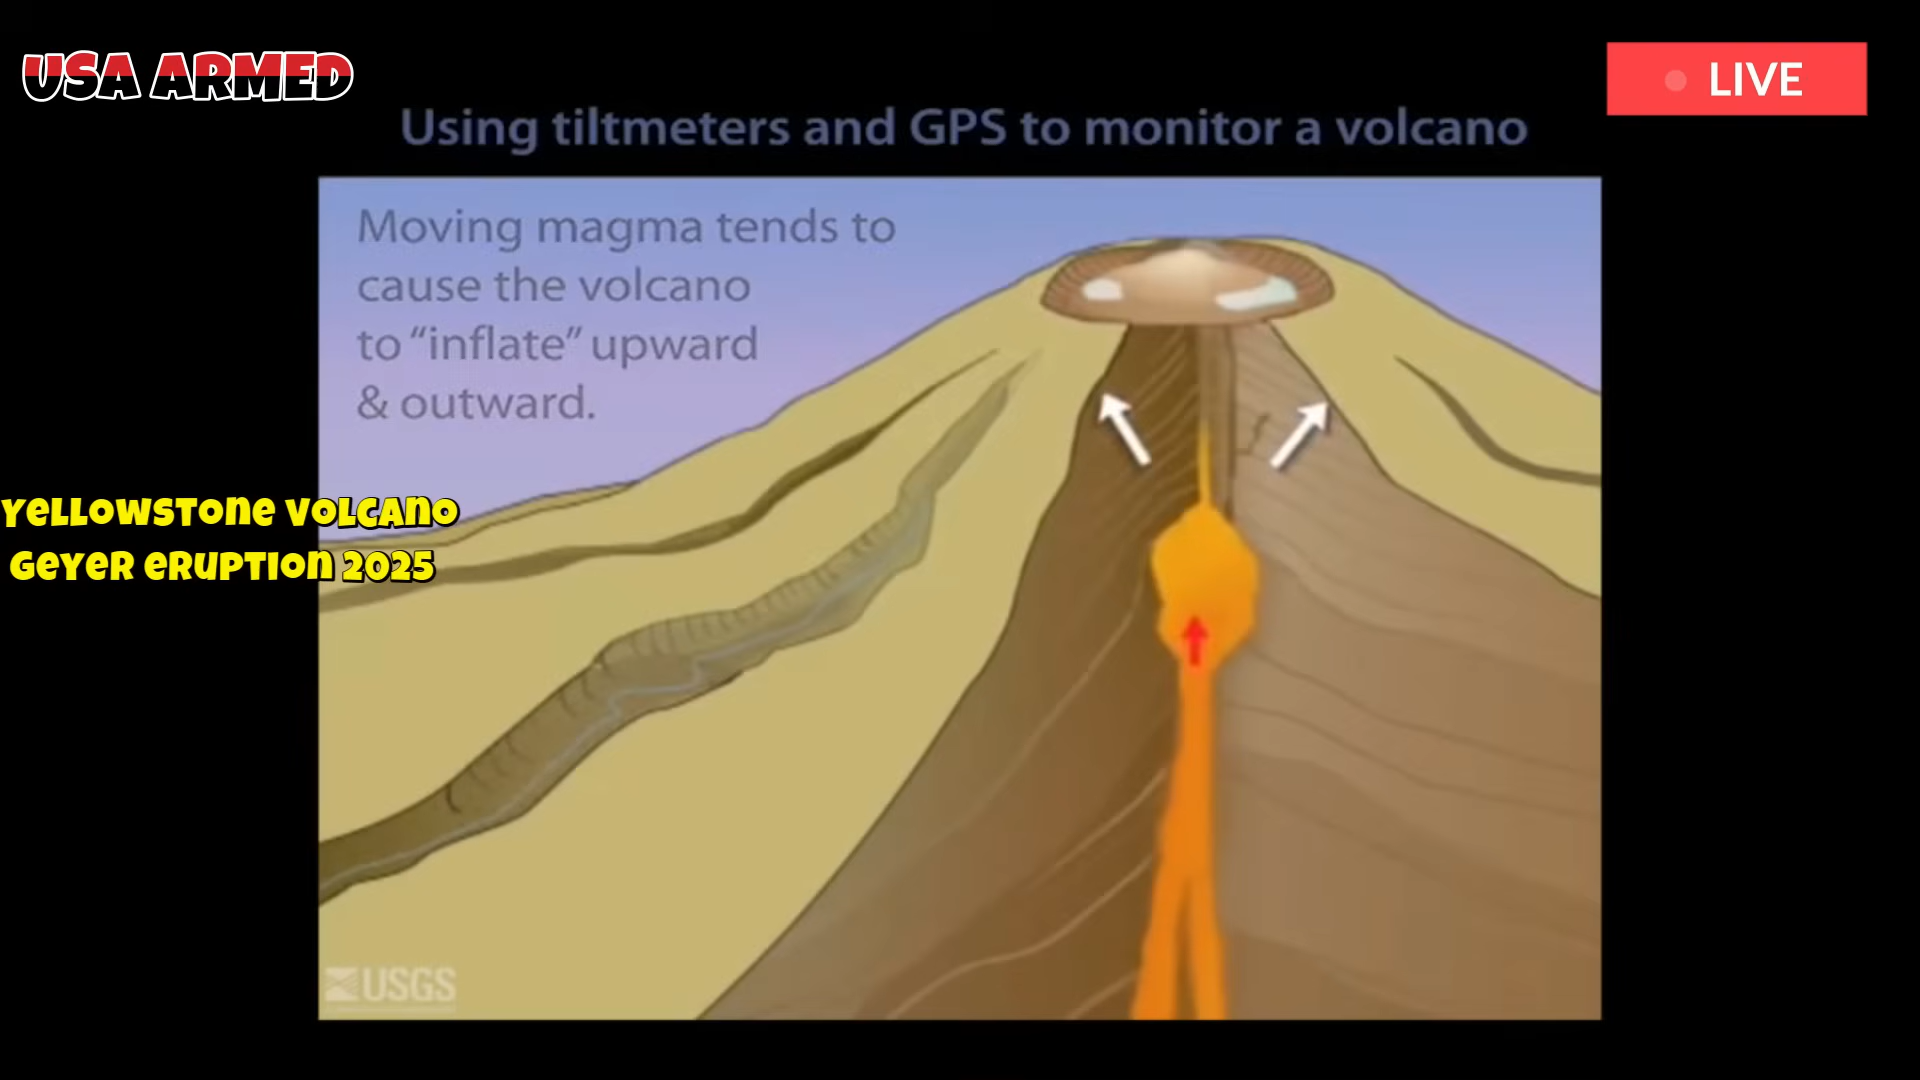 USA ARMED
LIVE
Using tiltmeters and GPS to monitor a volcano
Moving magma tends to
cause the volcano
to “inflate” upward
& outward.
YELLOWSTONE VOLCANO
GEYER ERUPTION 2025
USGS